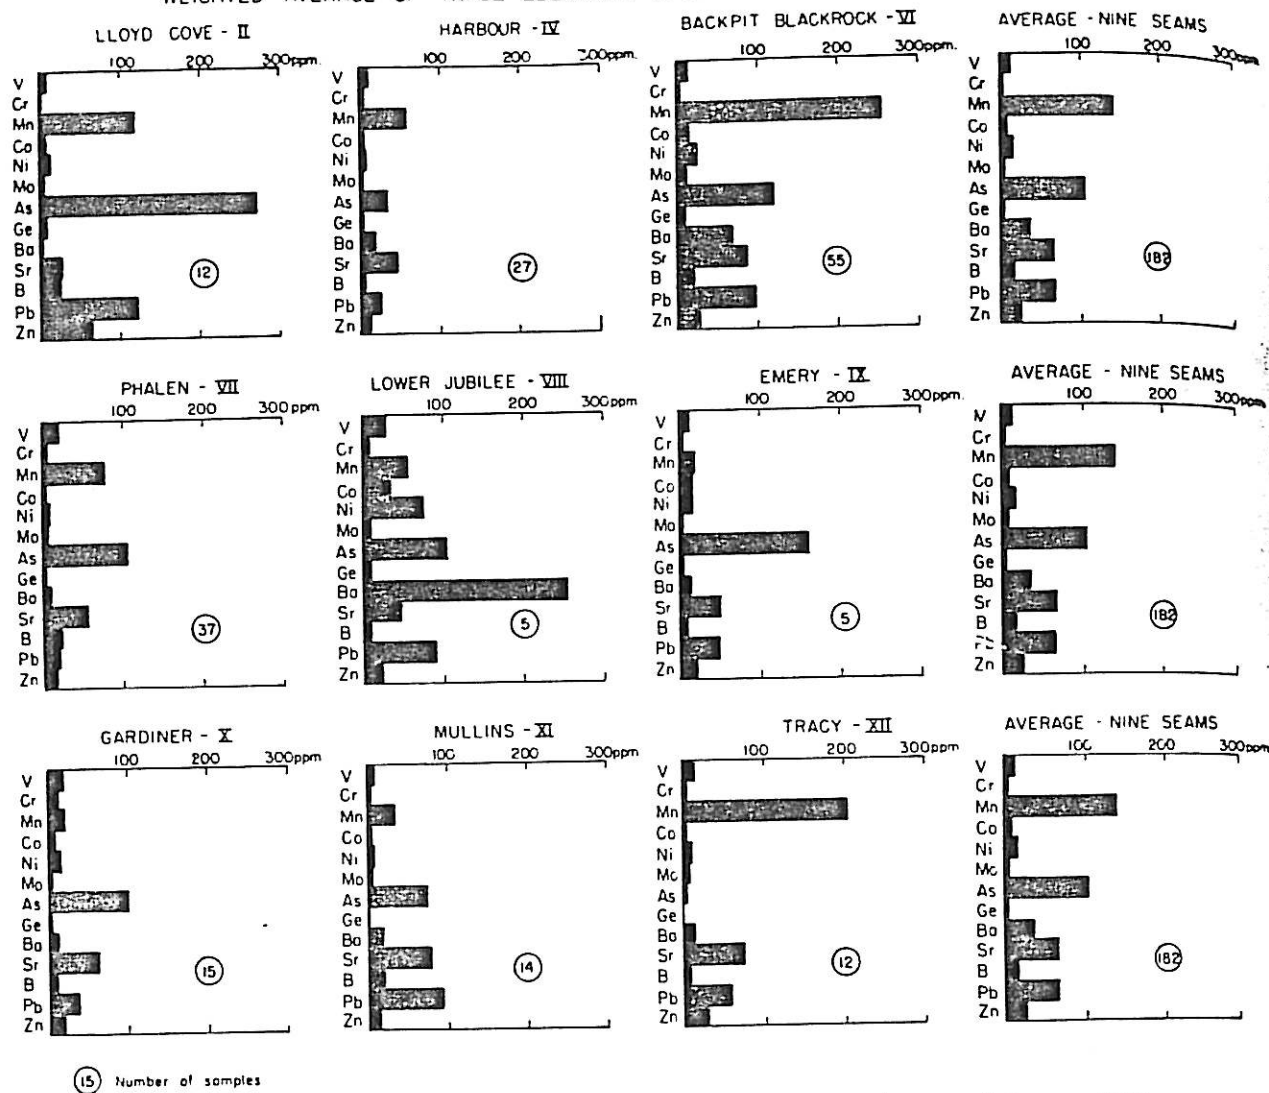 WEIGHTED AVERAGE OF
LLOYD COVE - II
100 200 300ppm.
V
Cr
Mn
Co
Ni
Mo
As
Ge
Ba
Sr
B
Pb
Zn
12
HARBOUR - IV
100 200 300ppm.
V
Cr
Mn
Co
Ni
Mo
As
Ge
Ba
Sr
B
Pb
Zn
27
BACKPIT BLACKROCK - VI
100 200 300ppm.
V
Cr
Mn
Co
Ni
Mo
As
Ge
Ba
Sr
B
Pb
Zn
55
AVERAGE - NINE SEAMS
100 200 300ppm.
V
Cr
Mn
Co
Ni
Mo
As
Ge
Ba
Sr
B
Pb
Zn
182
PHALEN - VII
100 200 300ppm
V
Cr
Mn
Co
Ni
Mo
As
Ge
Ba
Sr
B
Pb
Zn
37
LOWER JUBILEE - VIII
100 200 300ppm
V
Cr
Mn
Co
Ni
Mo
As
Ge
Ba
Sr
B
Pb
Zn
5
EMERY - IX
100 200 300ppm
V
Cr
Mn
Co
Ni
Mo
As
Ge
Ba
Sr
B
Pb
Zn
5
AVERAGE - NINE SEAMS
100 200 300ppm
V
Cr
Mn
Co
Ni
Mo
As
Ge
Ba
Sr
B
Pb
Zn
182
GARDINER - X
100 200 300ppm
V
Cr
Mn
Co
Ni
Mo
As
Ge
Ba
Sr
B
Pb
Zn
15
MULLINS - XI
100 200 300ppm
V
Cr
Mn
Co
Ni
Mo
As
Ge
Ba
Sr
B
Pb
Zn
14
TRACY - XII
100 200 300ppm
V
Cr
Mn
Co
Ni
Mo
As
Ge
Ba
Sr
B
Pb
Zn
12
AVERAGE - NINE SEAMS
100 200 300ppm
V
Cr
Mn
Co
Ni
Mo
As
Ge
Ba
Sr
B
Pb
Zn
182
15 Number of samples